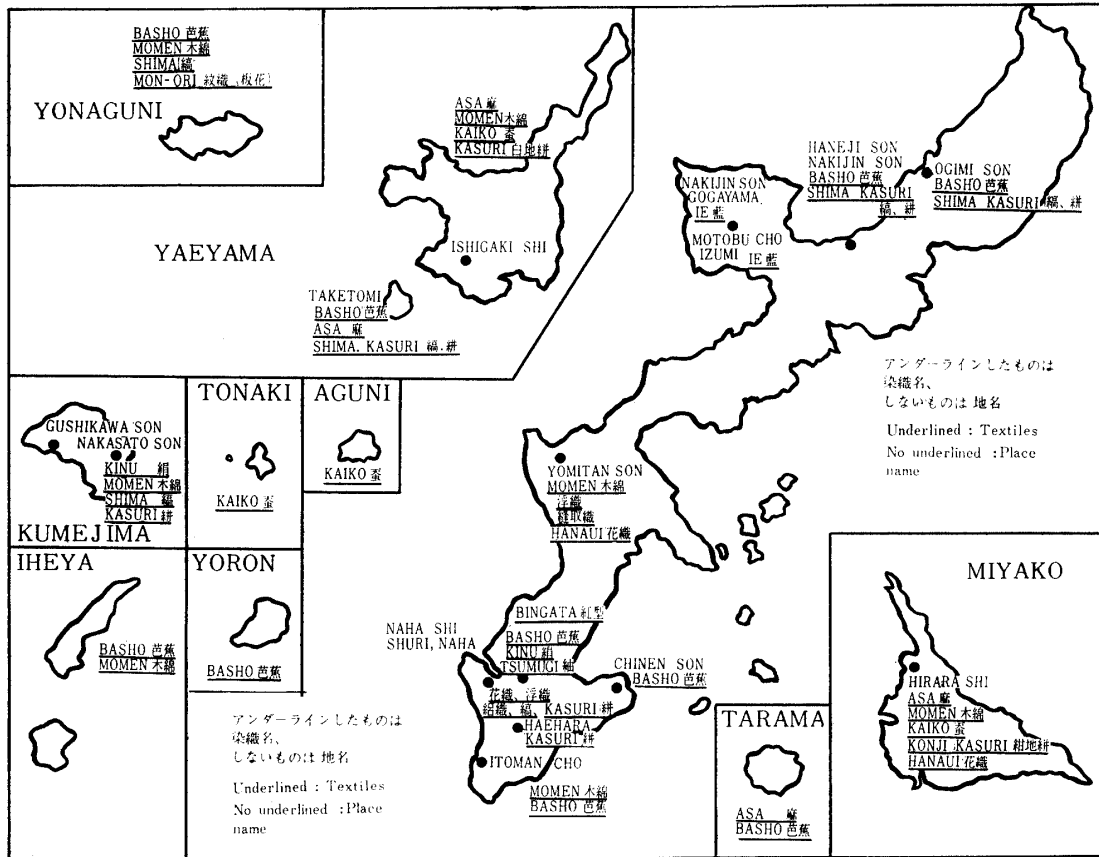 BASHO 芭蕉
MOMEN 木綿
SHIMA 縞
MON-ORI 紋織（板花）
YONAGUNI
ASA 麻
MOMEN 木綿
KAIKO 蚕
KASURI 白地絣
YAEYAMA
ISHIGAKI SHI
TAKETOMI
BASHO 芭蕉
ASA 麻
SHIMA. KASURI 縞.絣
HANEJI SON
NAKIJIN SON
BASHO 芭蕉
SHIMA KASURI
縞、絣
OGIMI SON
BASHO 芭蕉
SHIMA KASURI 縞、絣
NAKIJIN SON
GOGAYAMA
IE 藍
MOTOBU CHO
IZUMI IE 藍
アンダーラインしたものは
染織名、
しないものは 地名
Underlined : Textiles
No underlined :Place
name
GUSHIKAWA SON
NAKASATO SON
KINU 絹
MOMEN 木綿
SHIMA 縞
KASURI 絣
KUMEJIMA
TONAKI
KAIKO 蚕
AGUNI
KAIKO 蚕
YOMITAN SON
MOMEN 木綿
浮織
縫取織
HANAUI 花織
IHEYA
BASHO 芭蕉
MOMEN 木綿
YORON
BASHO 芭蕉
BINGATA 紅型
NAHA SHI
SHURI, NAHA
BASHO 芭蕉
KINU 絹
TSUMUGI 紬
花織、浮織
絽織、縞、KASURI 絣
HAEHARA
KASURI 絣
CHINEN SON
BASHO 芭蕉
ITOMAN CHO
MOMEN 木綿
BASHO 芭蕉
アンダーラインしたものは
染織名、
しないものは 地名
Underlined : Textiles
No underlined :Place
name
TARAMA
ASA 麻
BASHO 芭蕉
MIYAKO
HIRARA SHI
ASA 麻
MOMEN 木綿
KAIKO 蚕
KONJI KASURI 紺地絣
HANAUI 花織